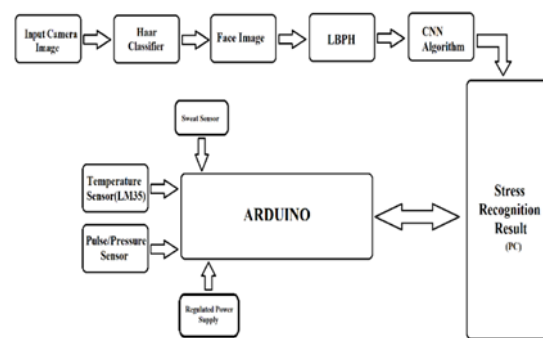 Input Camera
Image
Haar
Classifier
Face Image
LBPH
CNN
Algorithm
Sweat Sensor
Temperature
Sensor(LM35)
Pulse/Pressure
Sensor
ARDUINO
Regulated Power
Supply
Stress
Recognition
Result
(PC)